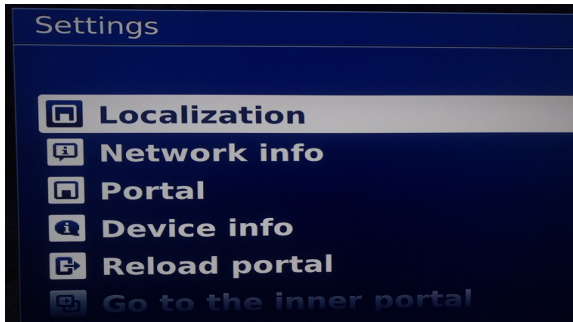 Settings
Localization
Network info
Portal
Device info
Reload portal
Go to the inner portal